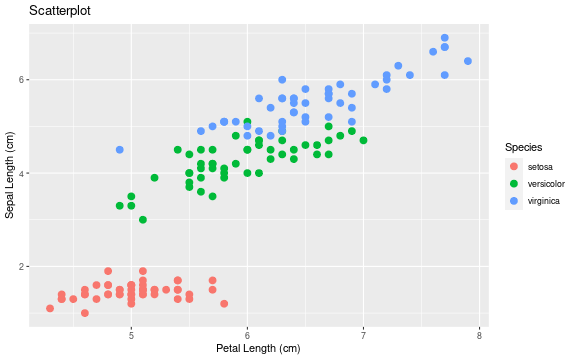 Scatterplot
Sepal Length (cm)
6
4
2
5
6
7
8
Petal Length (cm)
Species
setosa
versicolor
virginica